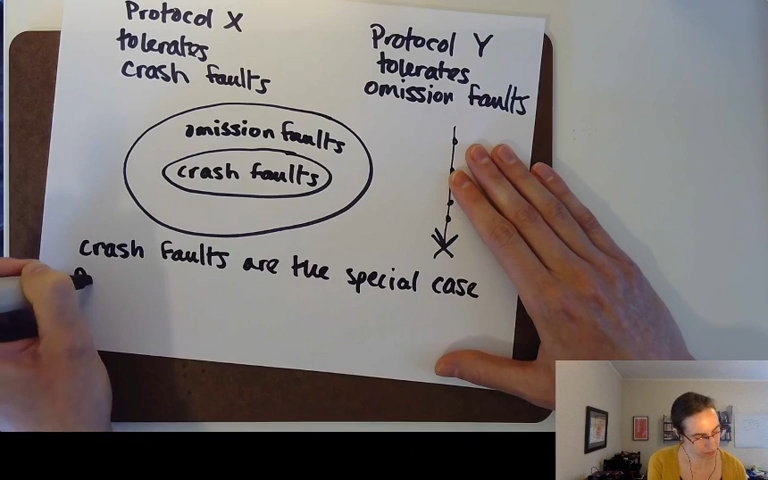 Protocol X
tolerates
crash faults
Protocol Y
tolerates
omission faults
omission faults
crash faults
crash faults are the special case